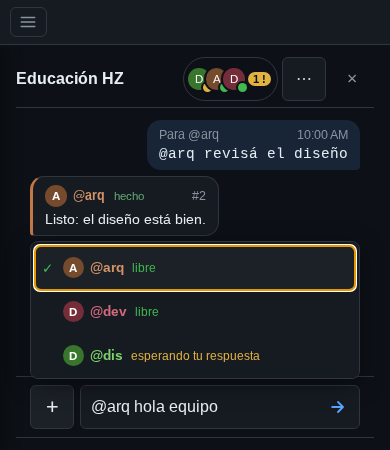 Educación HZ
D A D 1 !
Para @arq 10:00 AM
@arq revisá el diseño
A @arq hecho #2
Listo: el diseño está bien.
✓ A @arq libre
D @dev libre
D @dis esperando tu respuesta
@arq hola equipo